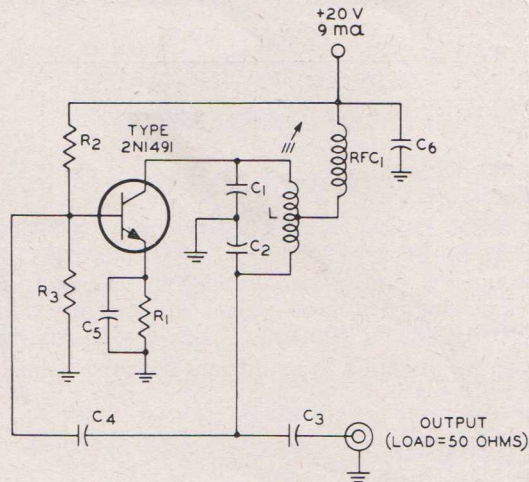 +20 V
9 ma
TYPE
2N1491
R2
RFC1
C6
C1
L
C2
R3
C5
R1
C4
C3
OUTPUT
(LOAD=50 OHMS)